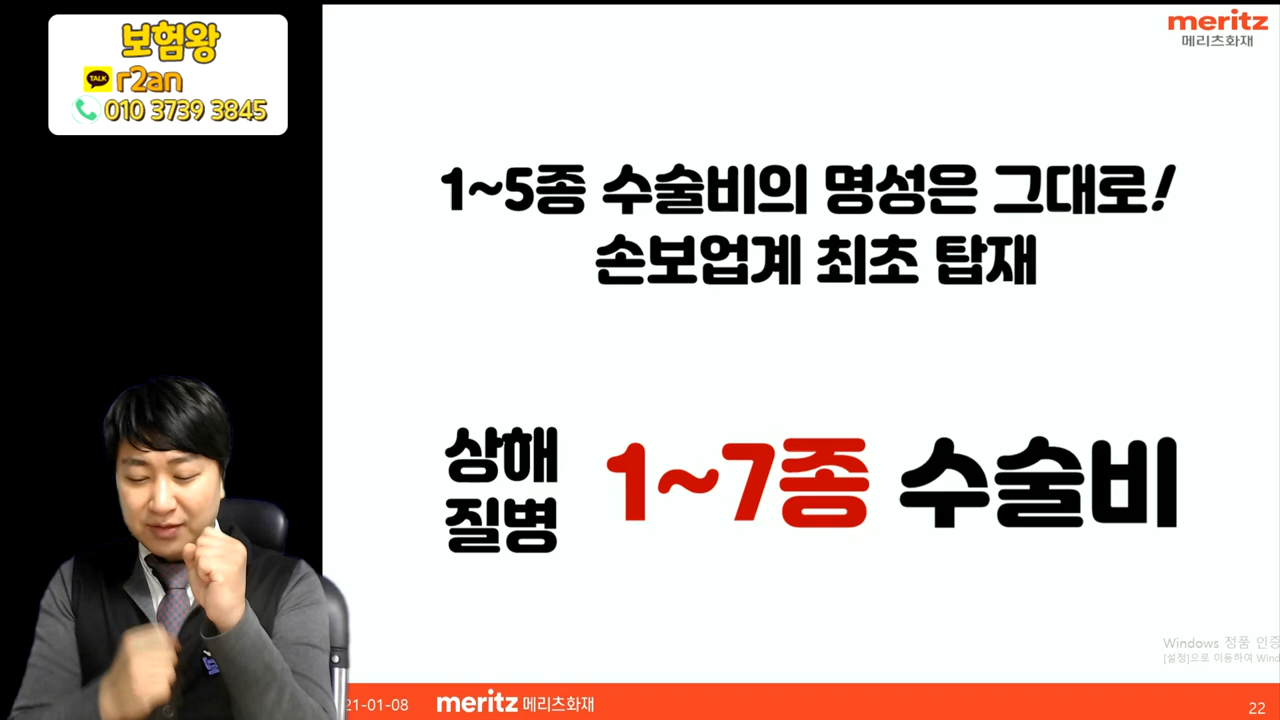 보험왕
TALK r2an
010 3739 3845
meritz
메리츠화재
1~5종 수술비의 명성은 그대로!
손보업계 최초 탑재
상해
질병
1~7종 수술비
Windows 정품 인증
[설정]으로 이동하여 Wind
21-01-08
meritz 메리츠화재
22